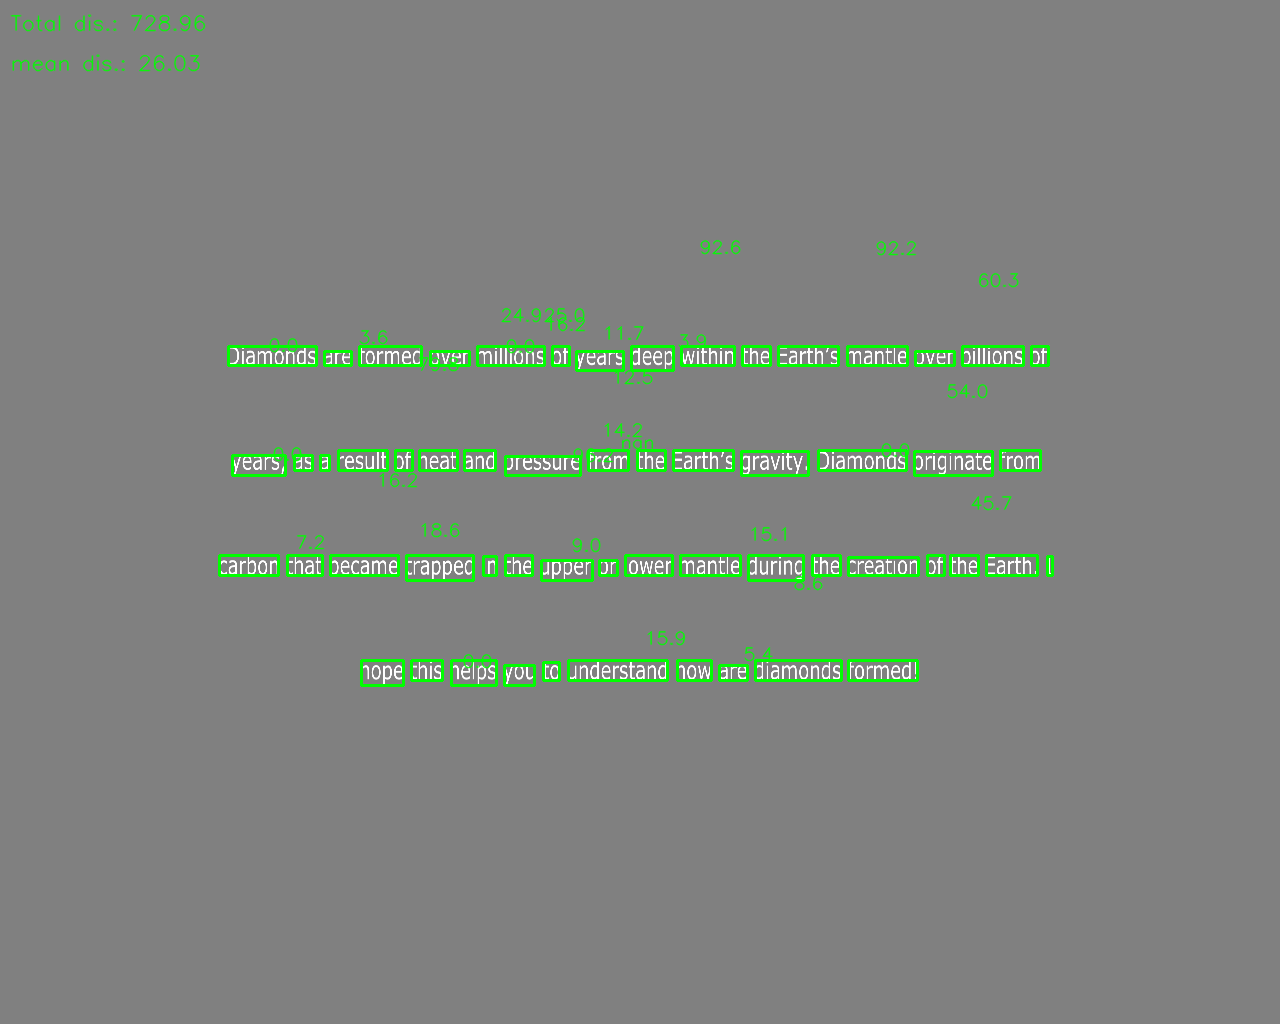 Total dis.: 728.96
mean dis.: 26.03
92.6
92.2
60.3
24.9 25.0
16.2
11.7
3.6
3.9
Diamonds are formed over millions of years deep within the Earth's mantle over billions of
12.5
54.0
14.2
nan
years, as a result of heat and pressure from the Earth's gravity. Diamonds originate from
16.2
45.7
18.6
15.1
7.2
9.0
carbon that became trapped in the upper or lower mantle during the creation of the Earth. I
15.9
5.4
hope this helps you to understand how are diamonds formed!